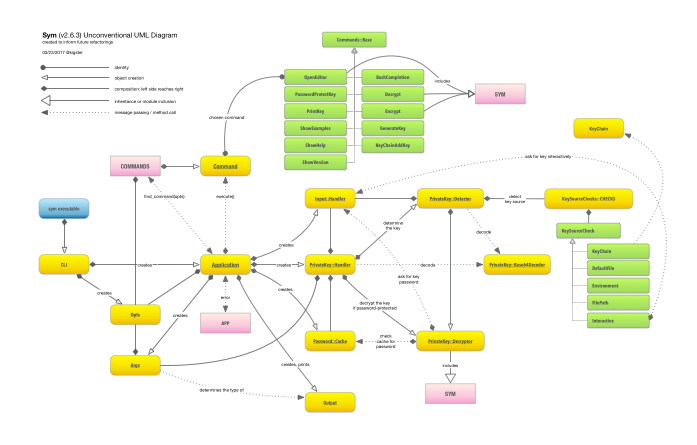 Sym (v2.6.3) Unconventional UML Diagram
created to inform future refactorings
03/23/2017 @kigster
identity
object creation
composition: left side reaches right
inheritance or module inclusion
message passing / method call
Commands::Base
OpenEditor
BashCompletion
PasswordProtectKey
Decrypt
PrintKey
Encrypt
ShowExamples
GenerateKey
ShowHelp
KeyChainAddKey
ShowVersion
includes
SYM
KeyChain
chosen command
ask for key interactively
COMMANDS
Command
find_command(opts)
execute()
Input::Handler
PrivateKey::Detector
detect
key source
KeySourceCheck::CHECKS
sym executable
determine
the key
creates
decode
KeySourceCheck
CLI
creates
Application
creates
PrivateKey::Handler
decode
PrivateKey::Base64Decoder
KeyChain
DefaultFile
Environment
FilePath
Interactive
creates
error
creates
ask for key
password
decrypt the key
if password-protected
Opts
creates
APP
Password::Cache
check
cache for
password
PrivateKey::Decryptor
Args
creates, prints
includes
determines the type of
Output
SYM